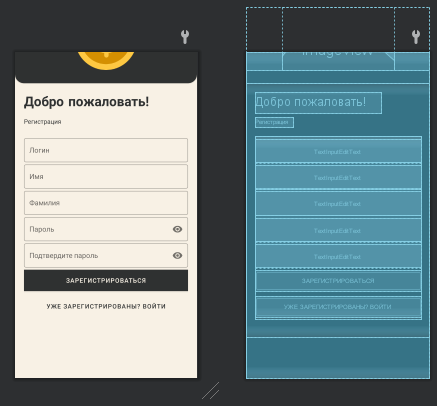 Добро пожаловать!
Регистрация
Логин
Имя
Фамилия
Пароль
Подтвердите пароль
ЗАРЕГИСТРИРОВАТЬСЯ
УЖЕ ЗАРЕГИСТРИРОВАНЫ? ВОЙТИ
ImageView
Добро пожаловать!
Регистрация
TextInputEditText
TextInputEditText
TextInputEditText
TextInputEditText
TextInputEditText
ЗАРЕГИСТРИРОВАТЬСЯ
УЖЕ ЗАРЕГИСТРИРОВАНЫ? ВОЙТИ